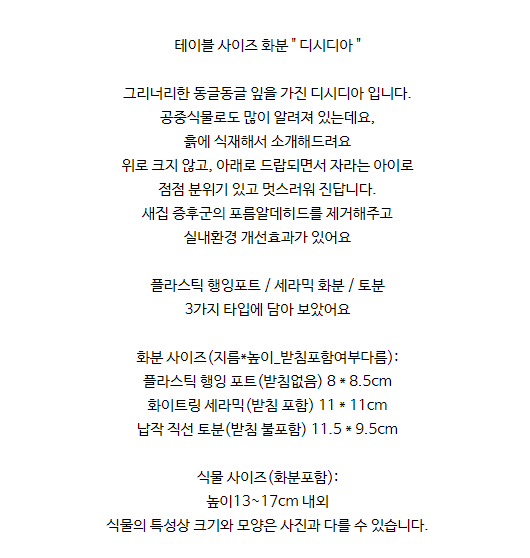 테이블 사이즈 화분 " 디시디아 "
그리너리한 동글동글 잎을 가진 디시디아 입니다.
공중식물로도 많이 알려져 있는데요,
흙에 식재해서 소개해드려요
위로 크지 않고, 아래로 드랍되면서 자라는 아이로
점점 분위기 있고 멋스러워 진답니다.
새집 증후군의 포름알데히드를 제거해주고
실내환경 개선효과가 있어요
플라스틱 행잉포트 / 세라믹 화분 / 토분
3가지 타입에 담아 보았어요
화분 사이즈(지름*높이_받침포함여부다름):
플라스틱 행잉 포트(받침없음) 8 * 8.5cm
화이트링 세라믹(받침 포함) 11 * 11cm
납작 직선 토분(받침 불포함) 11.5 * 9.5cm
식물 사이즈(화분포함):
높이13~17cm 내외
식물의 특성상 크기와 모양은 사진과 다를 수 있습니다.